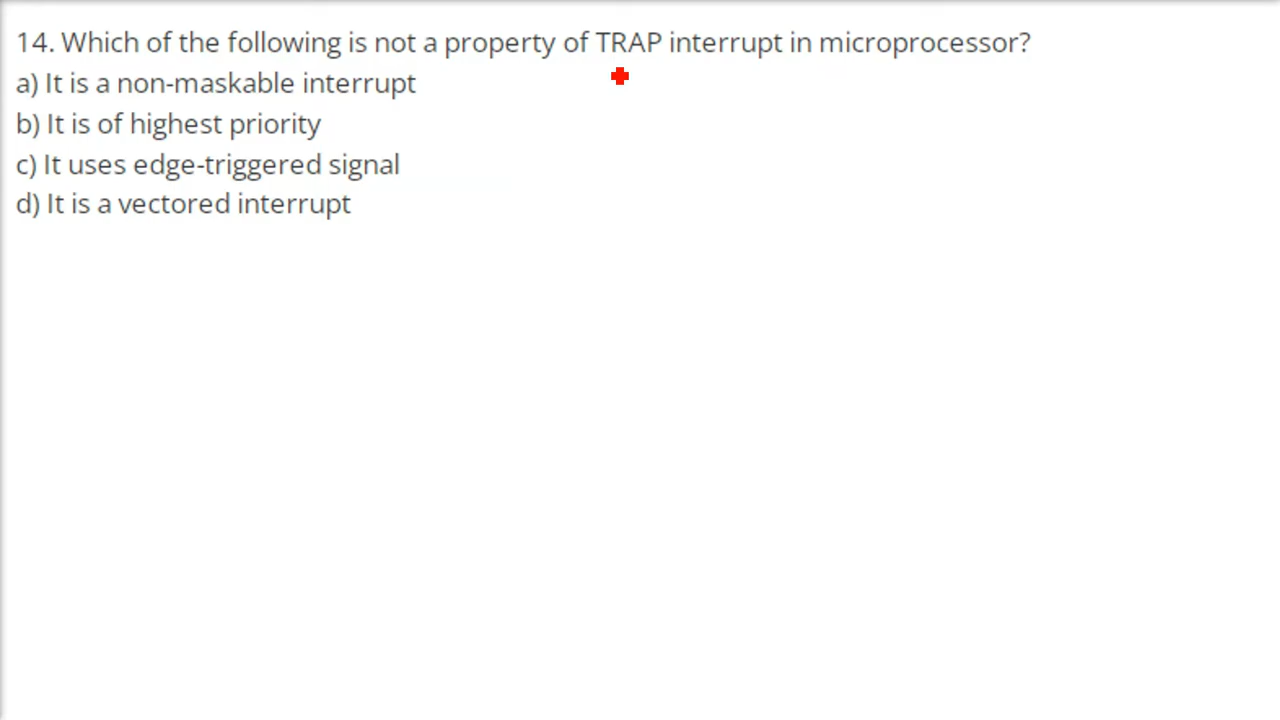 14. Which of the following is not a property of TRAP interrupt in microprocessor?
a) It is a non-maskable interrupt
b) It is of highest priority
c) It uses edge-triggered signal
d) It is a vectored interrupt